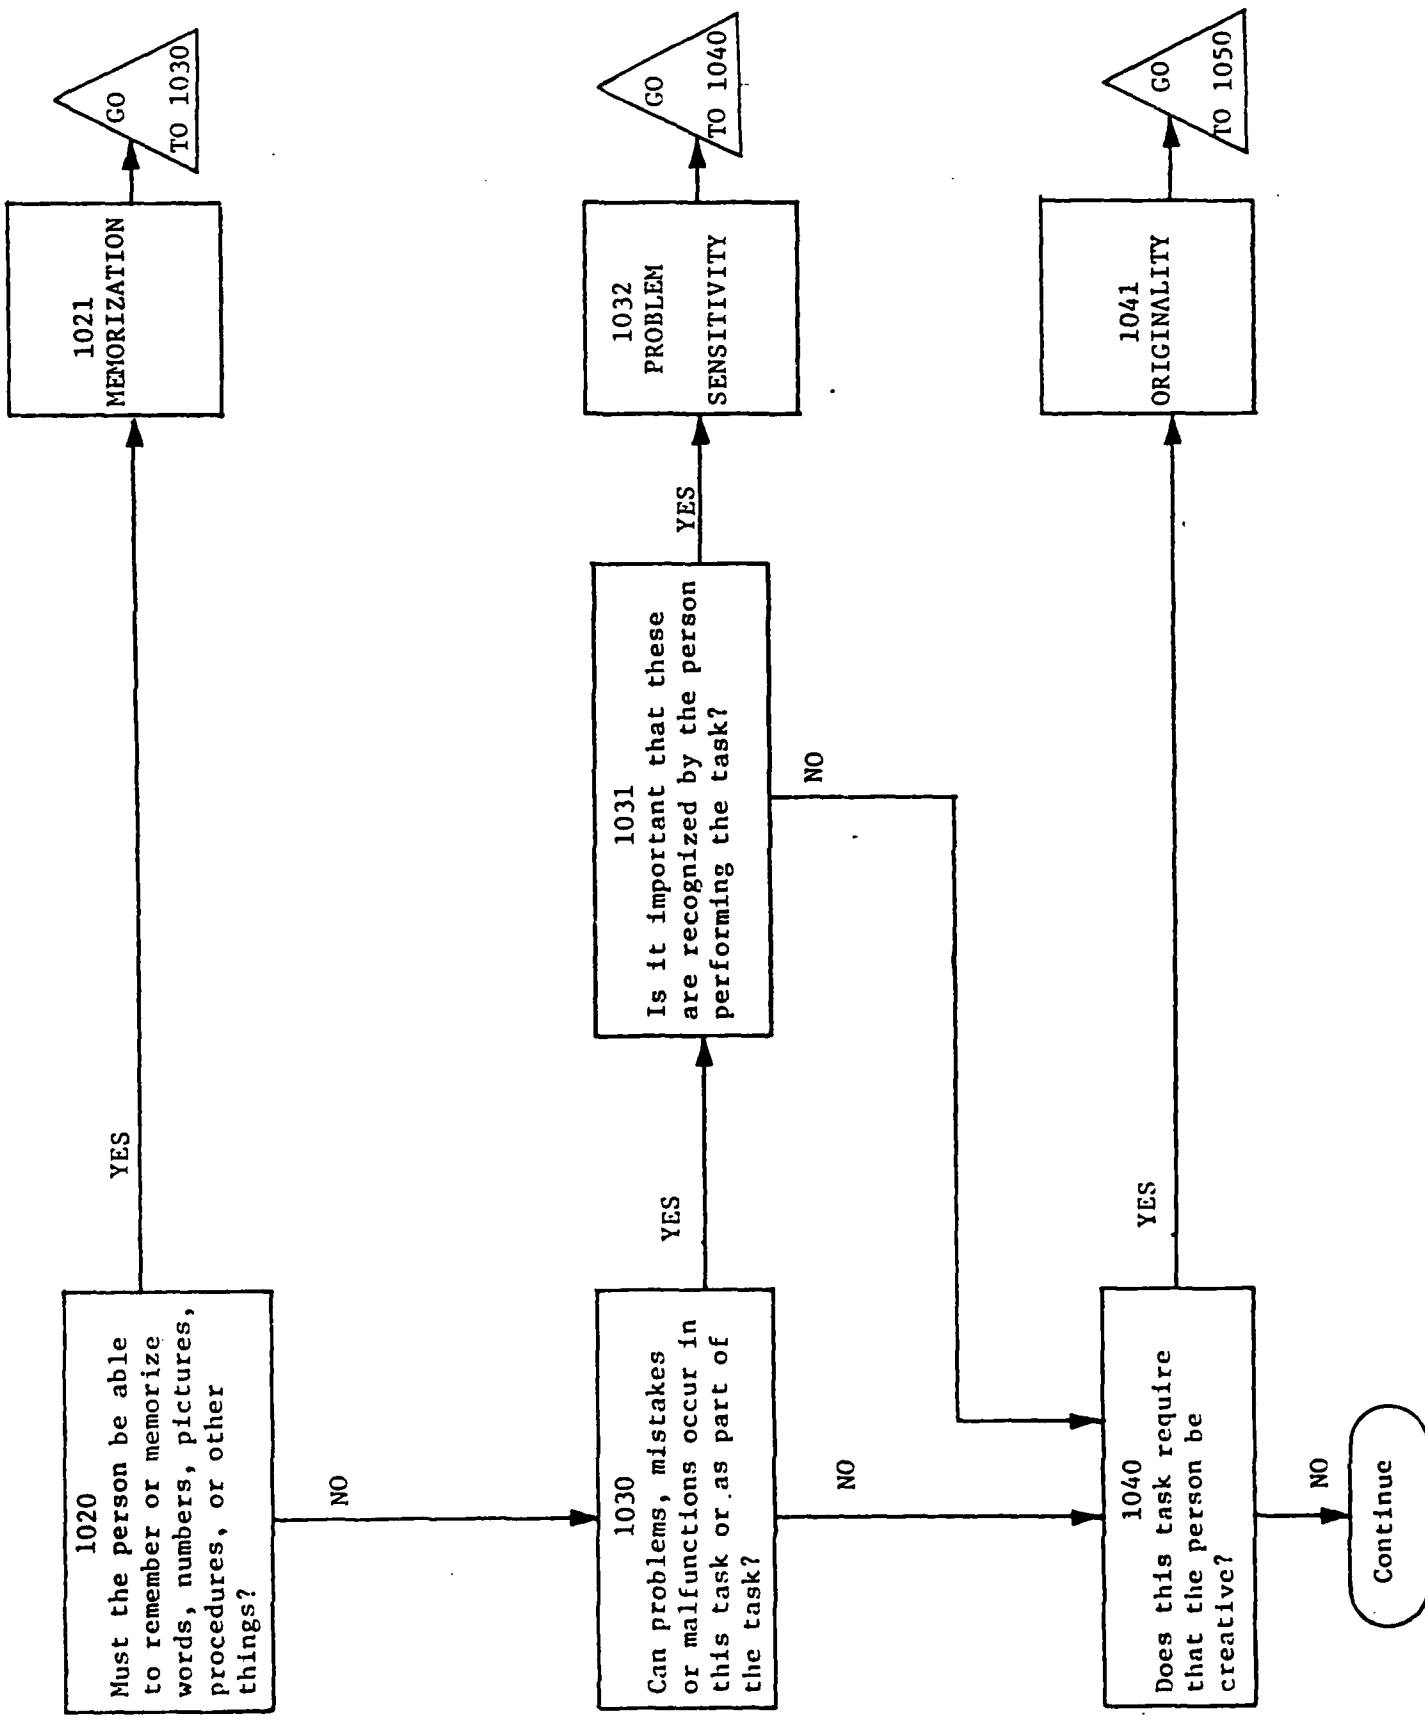 1020
Must the person be able
to remember or memorize
words, numbers, pictures,
procedures, or other
things?
YES
1021
MEMORIZATION
GO
TO 1030
NO
1030
Can problems, mistakes
or malfunctions occur in
this task or as part of
the task?
YES
1031
Is it important that these
are recognized by the person
performing the task?
YES
1032
PROBLEM
SENSITIVITY
GO
TO 1040
NO
NO
1040
Does this task require
that the person be
creative?
YES
1041
ORIGINALITY
GO
TO 1050
NO
Continue